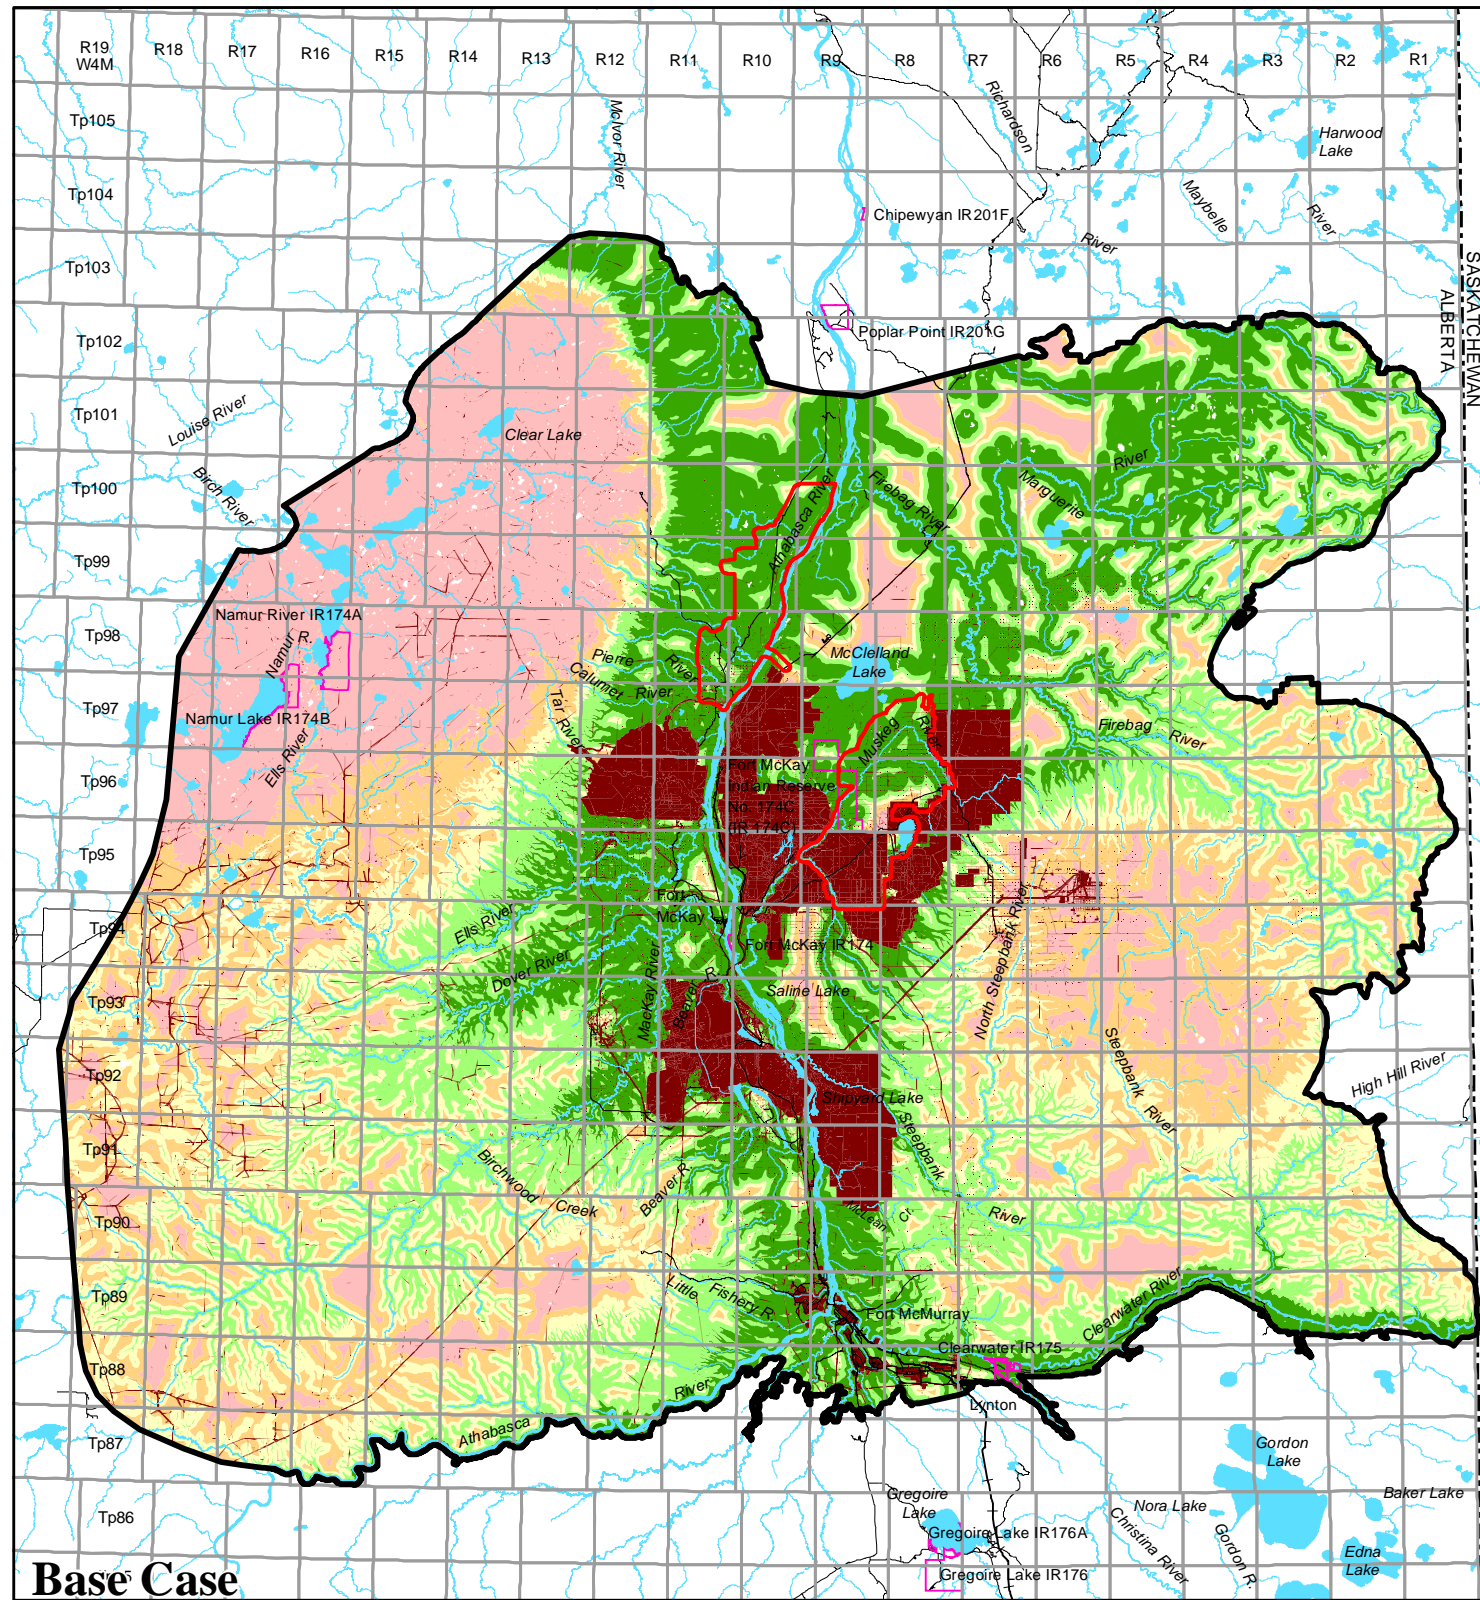 R19
W4M
R18
R17
R16
R15
R14
R13
R12
R11
R10
R9
R8
R7
R6
R5
R4
R3
R2
R1
Tp105
McIvor River
Richardson
Harwood
Lake
Tp104
Maybelle
River
Chipewyan IR201F
River
Tp103
SASKATCHEWAN
ALBERTA
Poplar Point IR201G
Tp102
Tp101
Louise River
Clear Lake
Birch River
Tp100
Firebag River
Marguerite
River
Athabasca River
Tp99
Namur River IR174A
Tp98
Namur
R.
Pierre
River
Calumet
River
McClelland
Lake
Tp97
Namur Lake IR174B
Tar River
Muskeg
River
Firebag
River
Ells River
Tp96
Fort McKay
Indian Reserve
No. 174C
(IR 174C)
Tp95
Fort
McKay
Ells River
Tp94
Fort McKay IR174
North Steepbank River
Dover River
MacKay River
Beaver R.
Saline Lake
Tp93
Steepbank
River
High Hill River
Tp92
Shipyard Lake
Steepbank
River
Tp91
Birchwood
Creek
Beaver R.
McLean
Cr.
Tp90
Tp89
Little
Fishery R.
Fort McMurray
Clearwater River
Clearwater IR175
Tp88
River
Athabasca
Lynton
Tp87
Gordon
Lake
Gregoire
Lake
Nora Lake
Baker Lake
Tp86
Gregoire Lake IR176A
Christina River
Gordon R.
Edna
Lake
Gregoire Lake IR176
Base Case